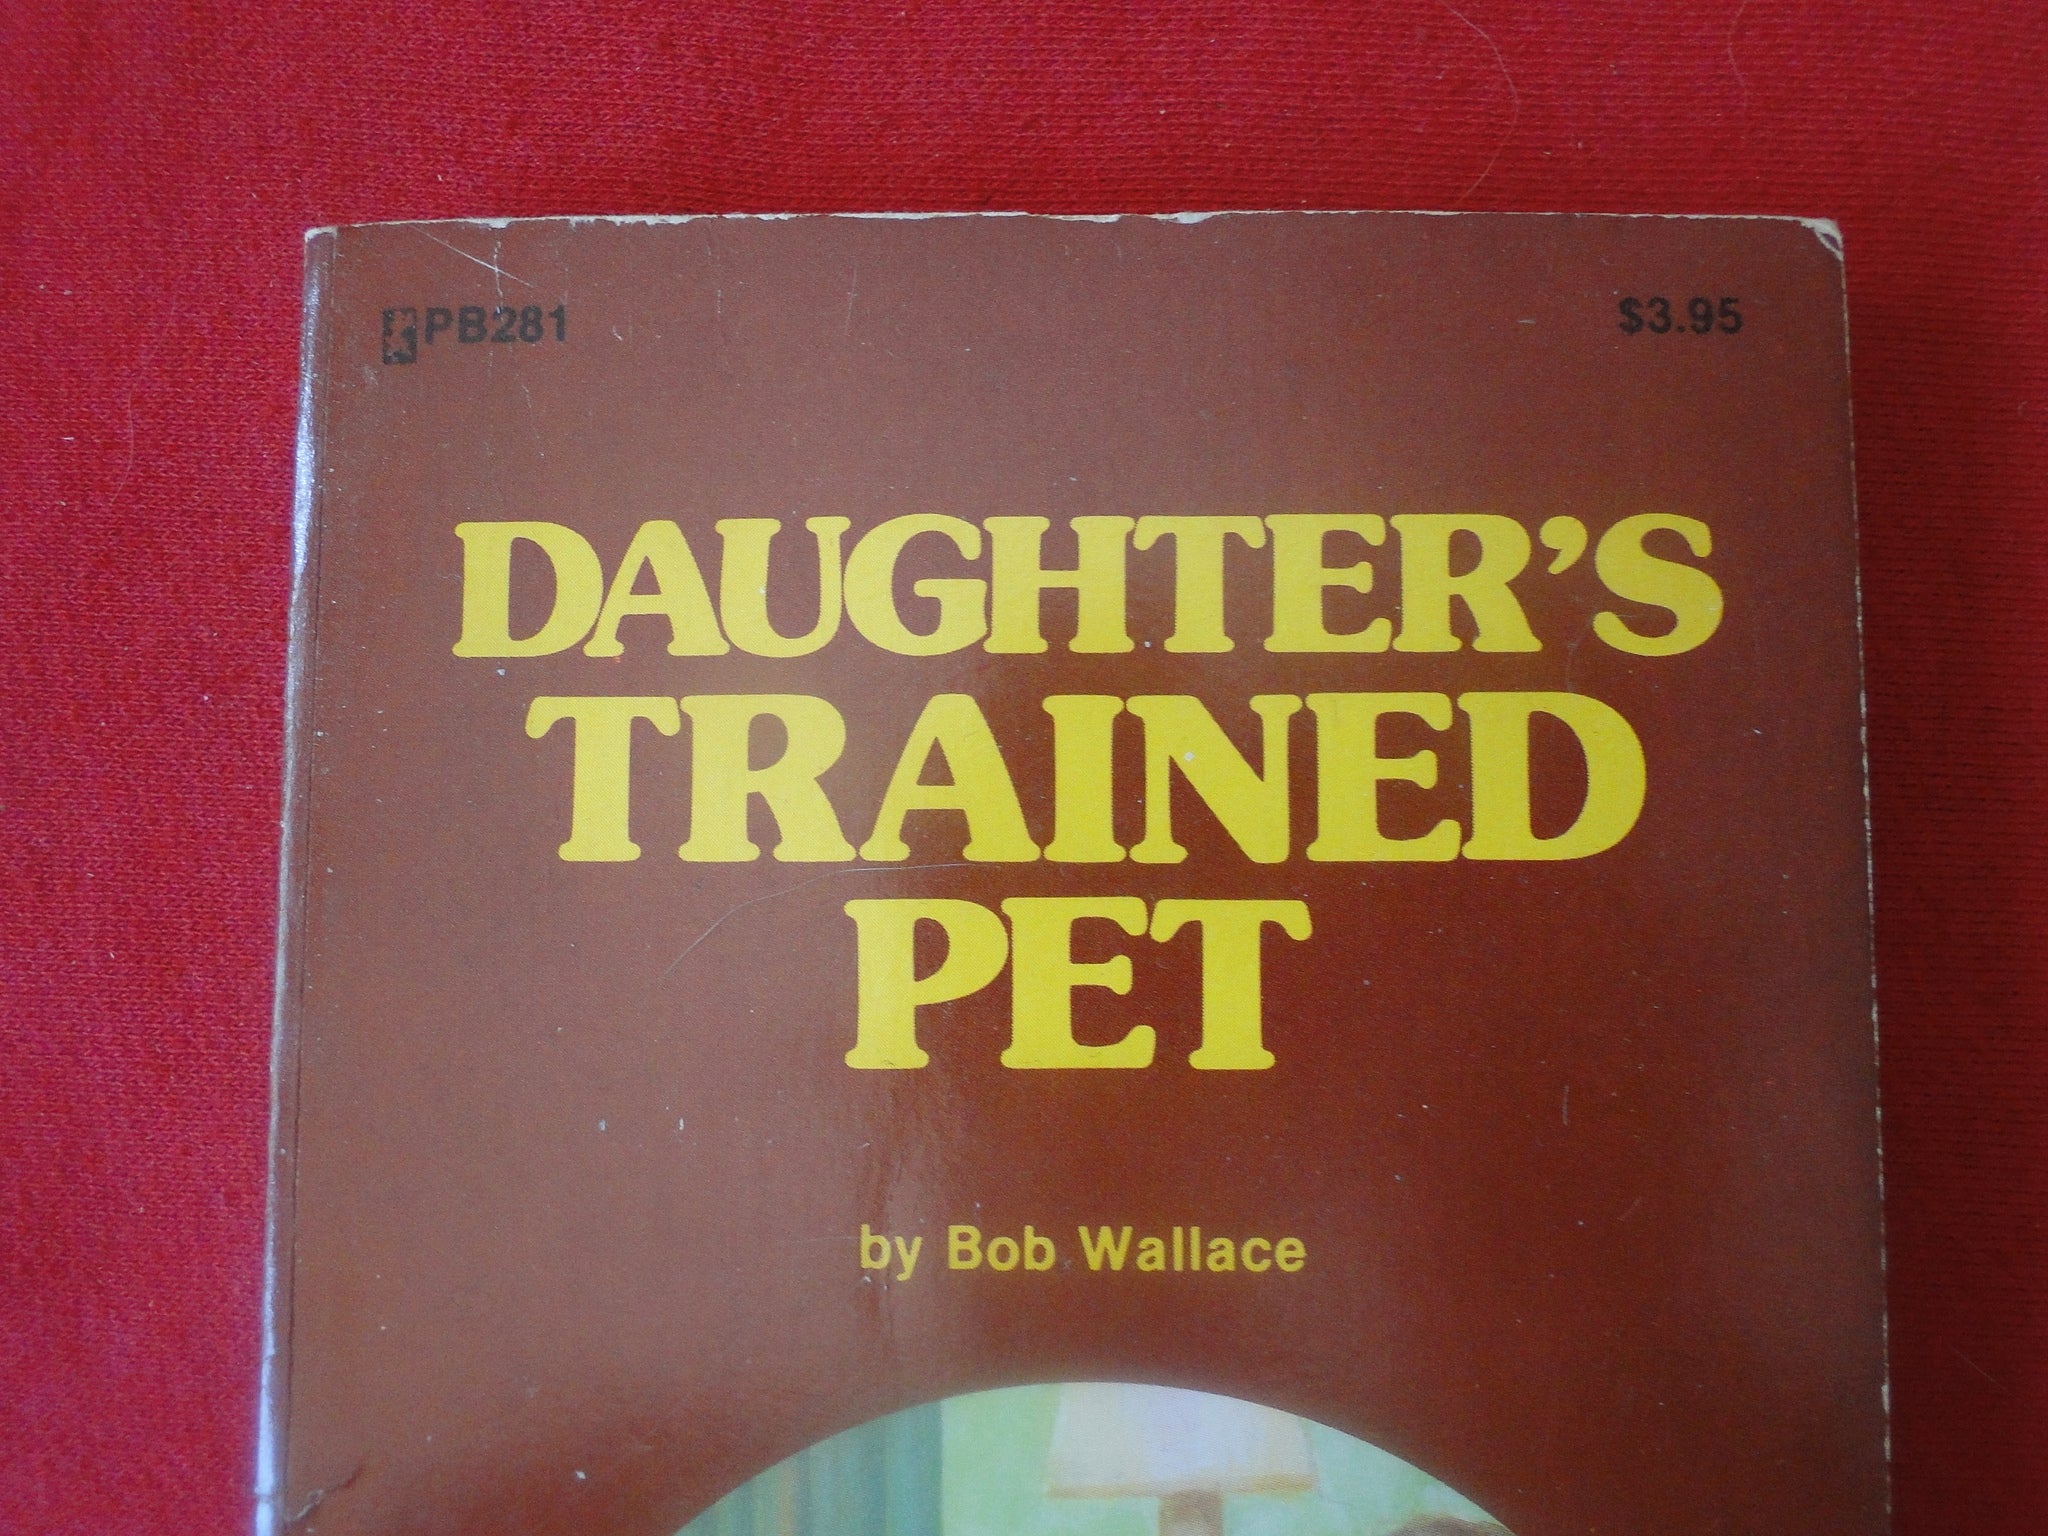 PB281
$3.95
DAUGHTER'S
TRAINED
PET
by Bob Wallace